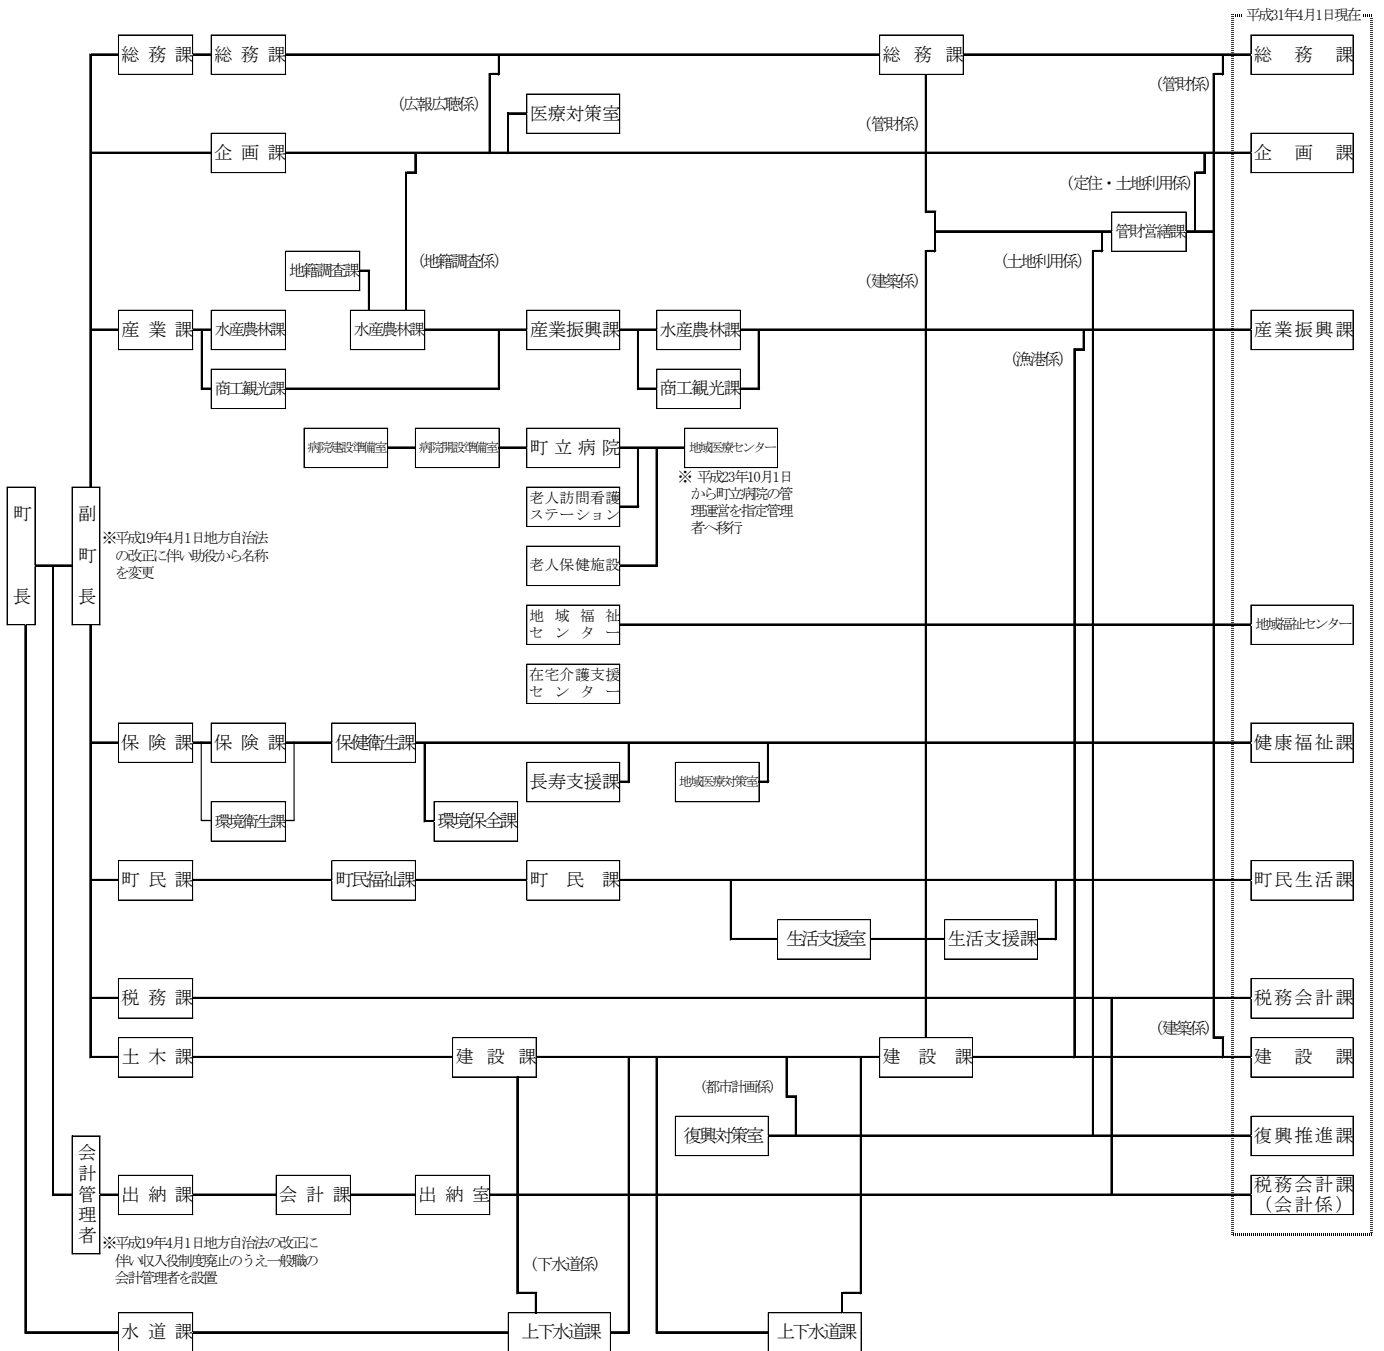 平成31年4月1日現在
総務課
総務課
総務課
総務課
(広報広聴係)
医療対策室
(管財係)
(管財係)
企画課
企画課
(定住・土地利用係)
管財営繕課
地籍調査課
(地籍調査係)
(土地利用係)
(建築係)
産業課
水産農林課
水産農林課
産業振興課
水産農林課
産業振興課
(漁港係)
商工観光課
商工観光課
病院建設準備室
病院開設準備室
町立病院
地域医療センター
※ 平成23年10月1日
から町立病院の管
理運営を指定管理
者へ移行
老人訪問看護
ステーション
町長
副町長
※平成19年4月1日地方自治法
の改正に伴い助役から名称
を変更
老人保健施設
地域福祉
センター
地域福祉センター
在宅介護支援
センター
保険課
保険課
保健衛生課
健康福祉課
長寿支援課
地域医療対策室
環境衛生課
環境保全課
町民課
町民福祉課
町民課
町民生活課
生活支援室
生活支援課
税務課
税務会計課
(建築係)
土木課
建設課
建設課
建設課
(都市計画係)
復興対策室
復興推進課
会計管理者
出納課
会計課
出納室
税務会計課
(会計係)
※平成19年4月1日地方自治法の改正に
伴い収入役制度廃止のうえ一般職の
会計管理者を設置
(下水道係)
水道課
上下水道課
上下水道課